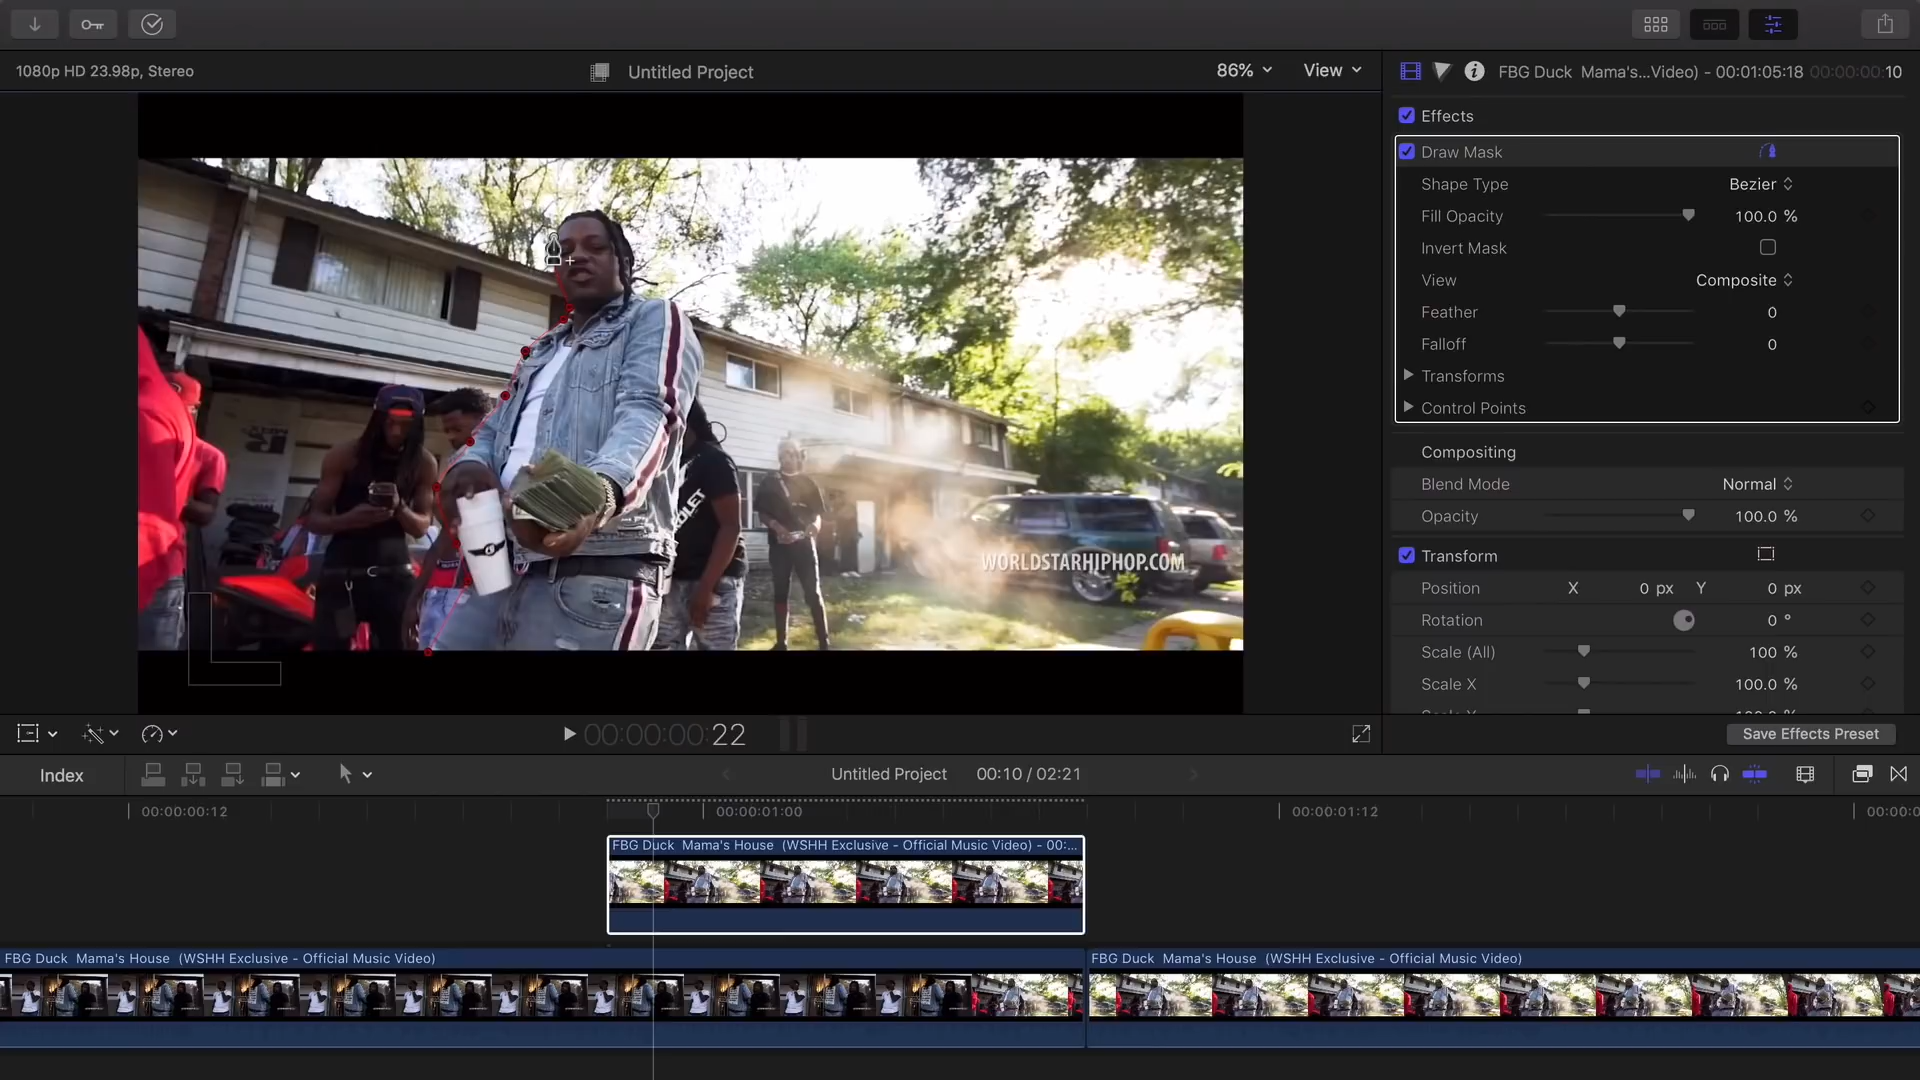 1080p HD 23.98p, Stereo
Untitled Project
86%
View
FBG Duck Mama's...Video) - 00:01:05:18
00:00:00:10
Effects
Draw Mask
Shape Type
Bezier
Fill Opacity
100.0 %
Invert Mask
View
Composite
Feather
0
Falloff
0
Transforms
Control Points
Compositing
Blend Mode
Normal
Opacity
100.0 %
Transform
Position
X 0 px Y 0 px
Rotation
0 °
Scale (All)
100 %
Scale X
100.0 %
Save Effects Preset
WORLDSTARHIPHOP.COM
00:00:00:22
Index
Untitled Project
00:10 / 02:21
00:00:00:12
00:00:01:00
00:00:01:12
FBG Duck Mama's House (WSHH Exclusive - Official Music Video) - 00:...
FBG Duck Mama's House (WSHH Exclusive - Official Music Video)
FBG Duck Mama's House (WSHH Exclusive - Official Music Video)